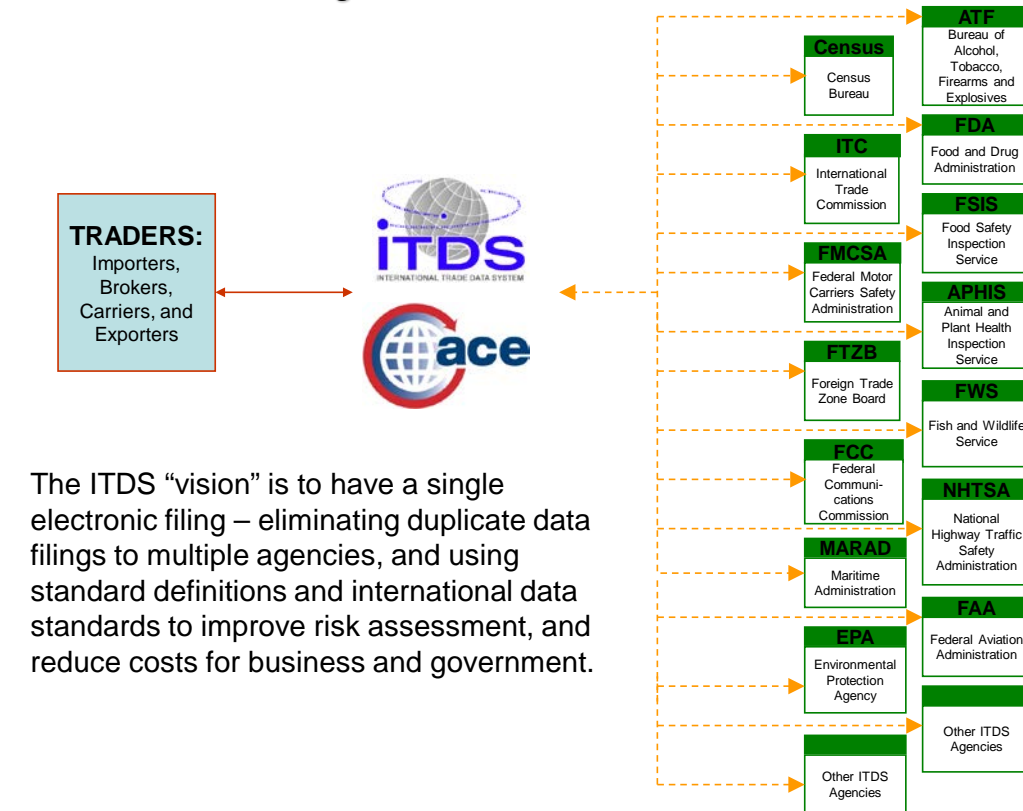 TRADERS:
Importers,
Brokers,
Carriers, and
Exporters
iTDS
INTERNATIONAL TRADE DATA SYSTEM
ace
The ITDS “vision” is to have a single
electronic filing – eliminating duplicate data
filings to multiple agencies, and using
standard definitions and international data
standards to improve risk assessment, and
reduce costs for business and government.
Census
Census
Bureau
ITC
International
Trade
Commission
FMCSA
Federal Motor
Carriers Safety
Administration
FTZB
Foreign Trade
Zone Board
FCC
Federal
Communi-
cations
Commission
MARAD
Maritime
Administration
EPA
Environmental
Protection
Agency
Other ITDS
Agencies
ATF
Bureau of
Alcohol,
Tobacco,
Firearms and
Explosives
FDA
Food and Drug
Administration
FSIS
Food Safety
Inspection
Service
APHIS
Animal and
Plant Health
Inspection
Service
FWS
Fish and Wildlife
Service
NHTSA
National
Highway Traffic
Safety
Administration
FAA
Federal Aviation
Administration
Other ITDS
Agencies